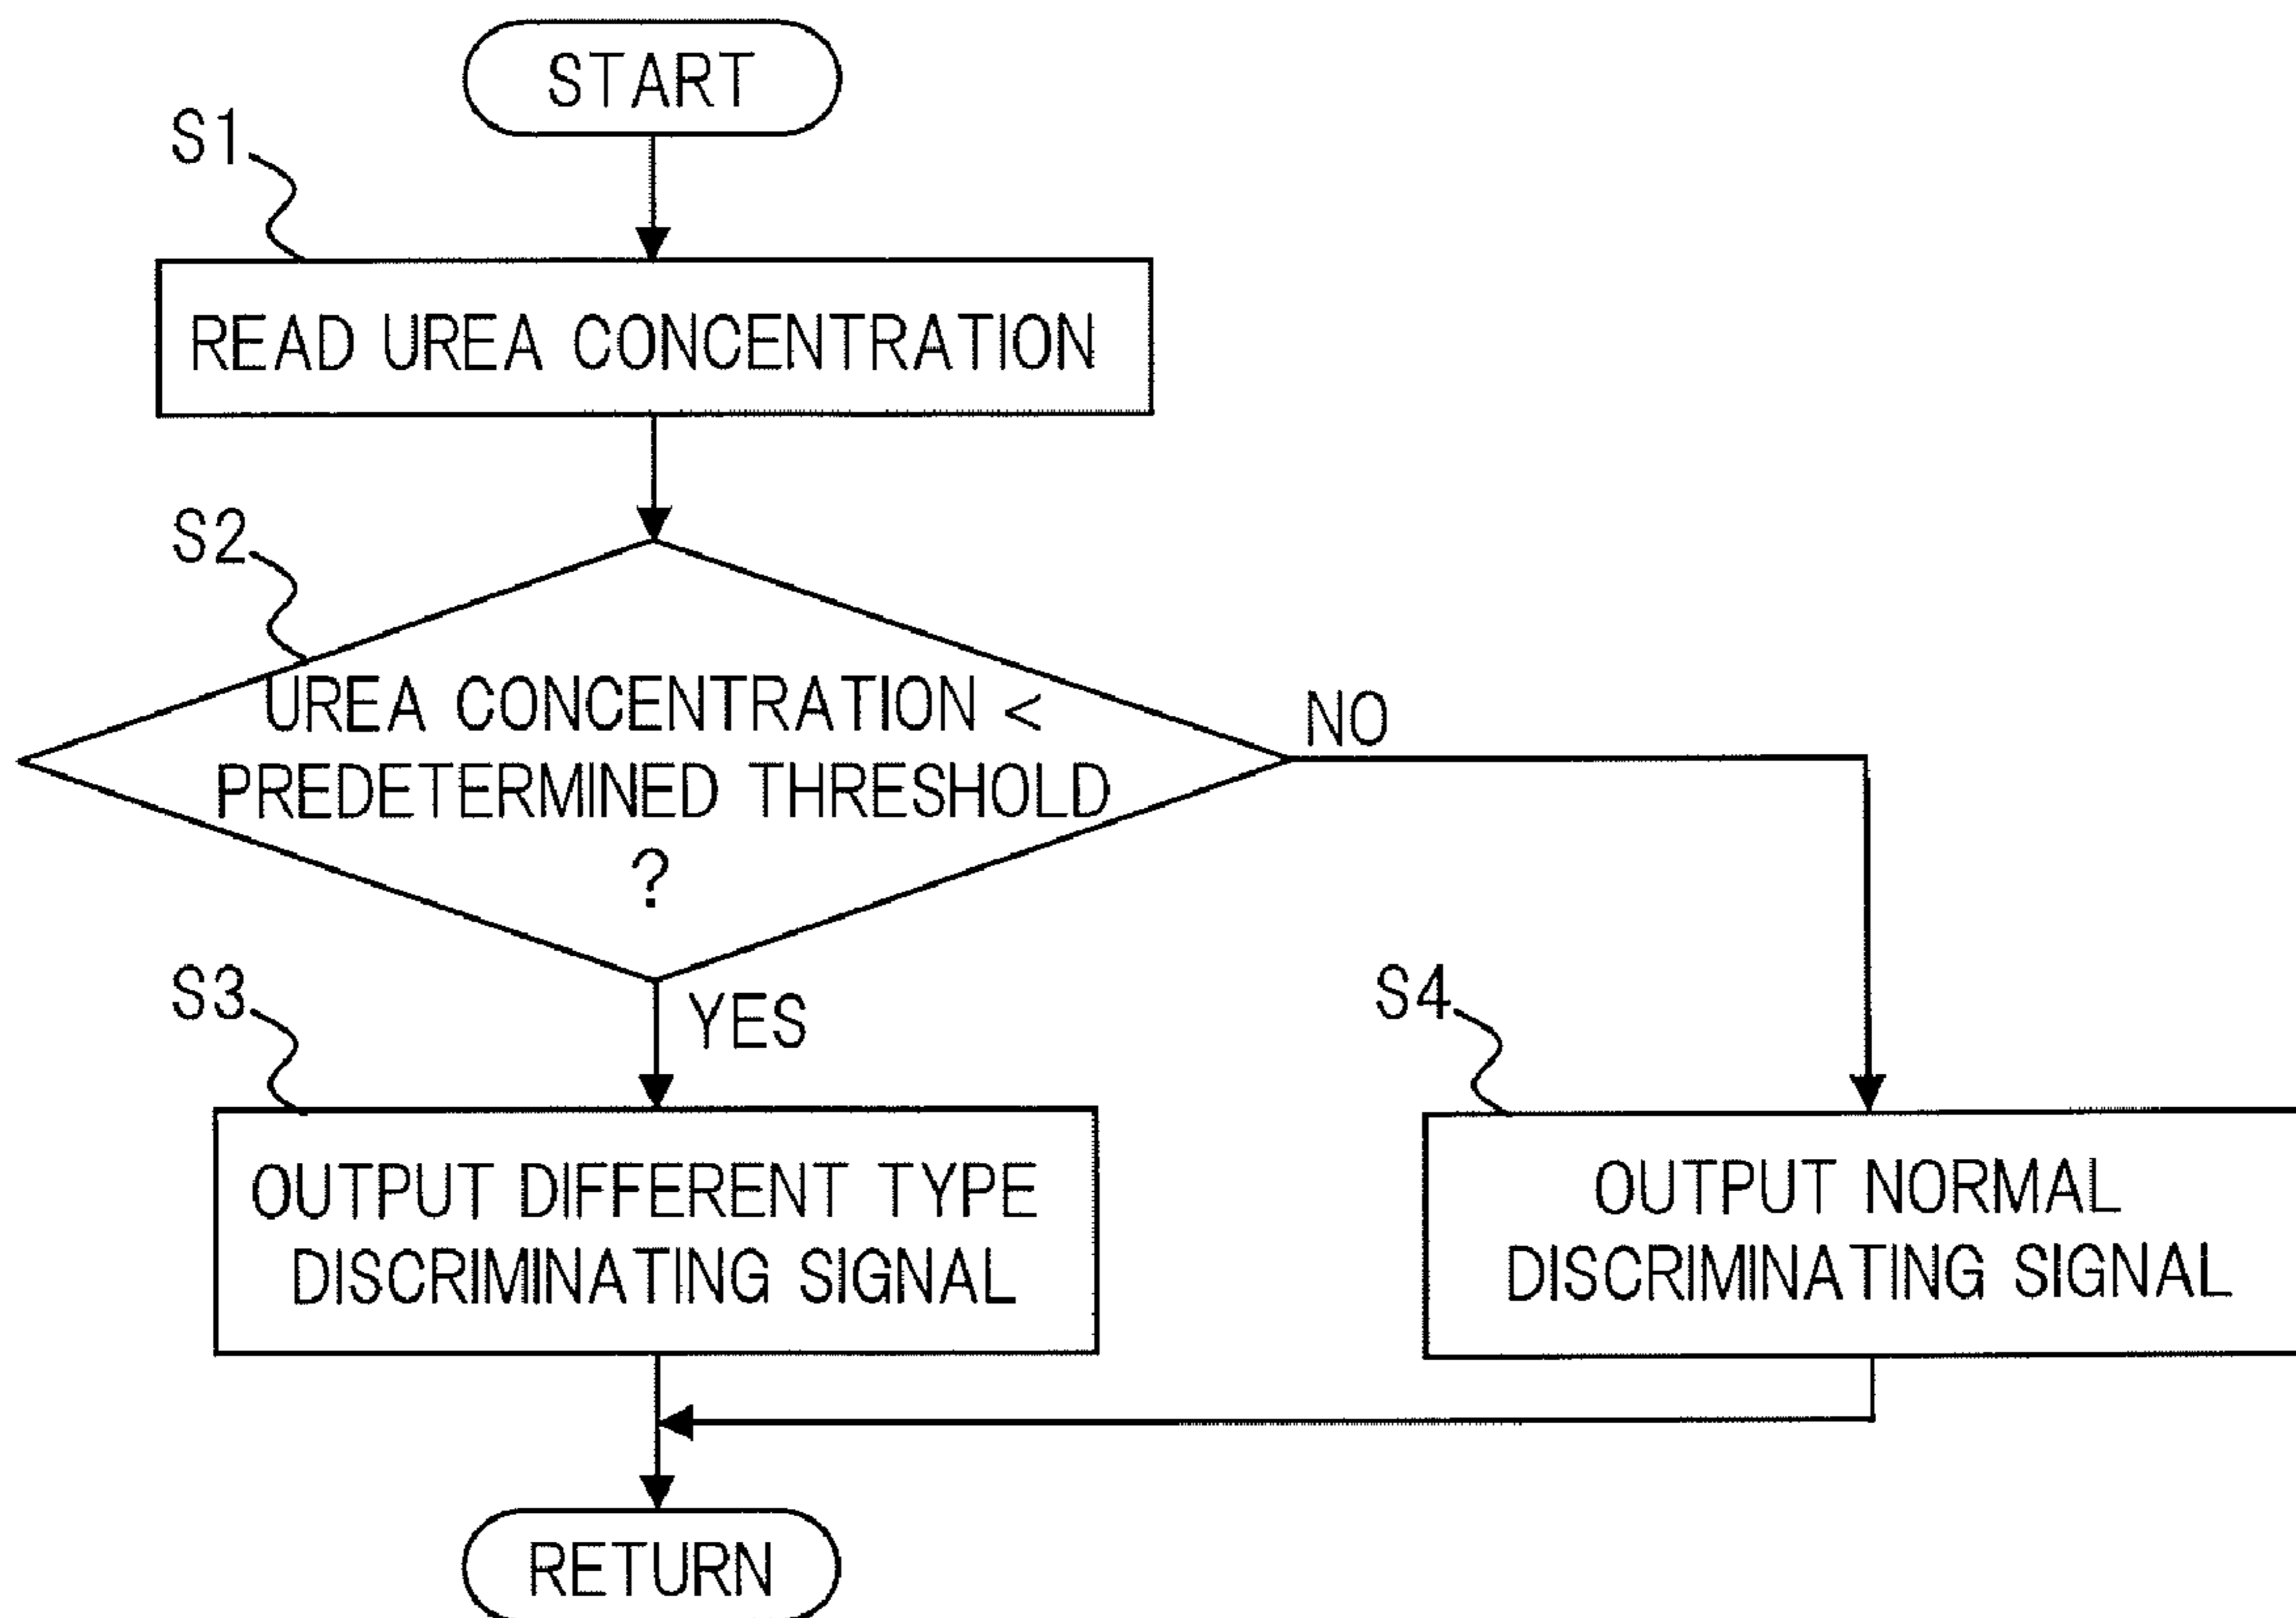 START
S1
READ UREA CONCENTRATION
S2
UREA CONCENTRATION <
PREDETERMINED THRESHOLD
?
NO
YES
S3
OUTPUT DIFFERENT TYPE
DISCRIMINATING SIGNAL
S4
OUTPUT NORMAL
DISCRIMINATING SIGNAL
RETURN